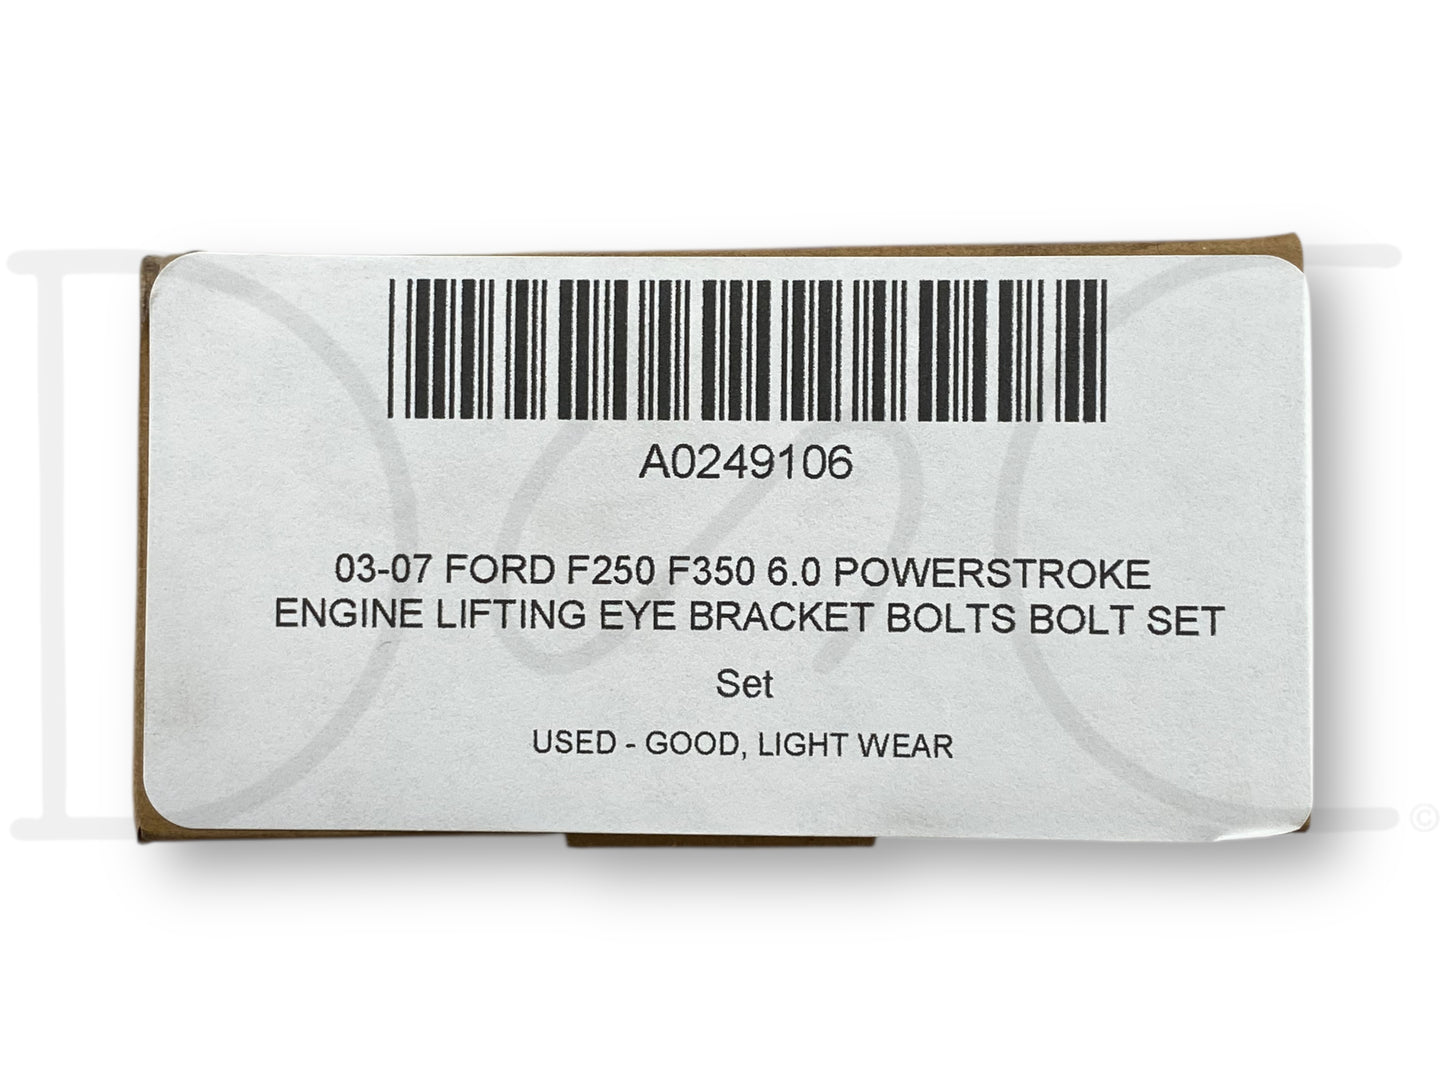 A0249106
03-07 FORD F250 F350 6.0 POWERSTROKE
ENGINE LIFTING EYE BRACKET BOLTS BOLT SET
Set
USED - GOOD, LIGHT WEAR
©